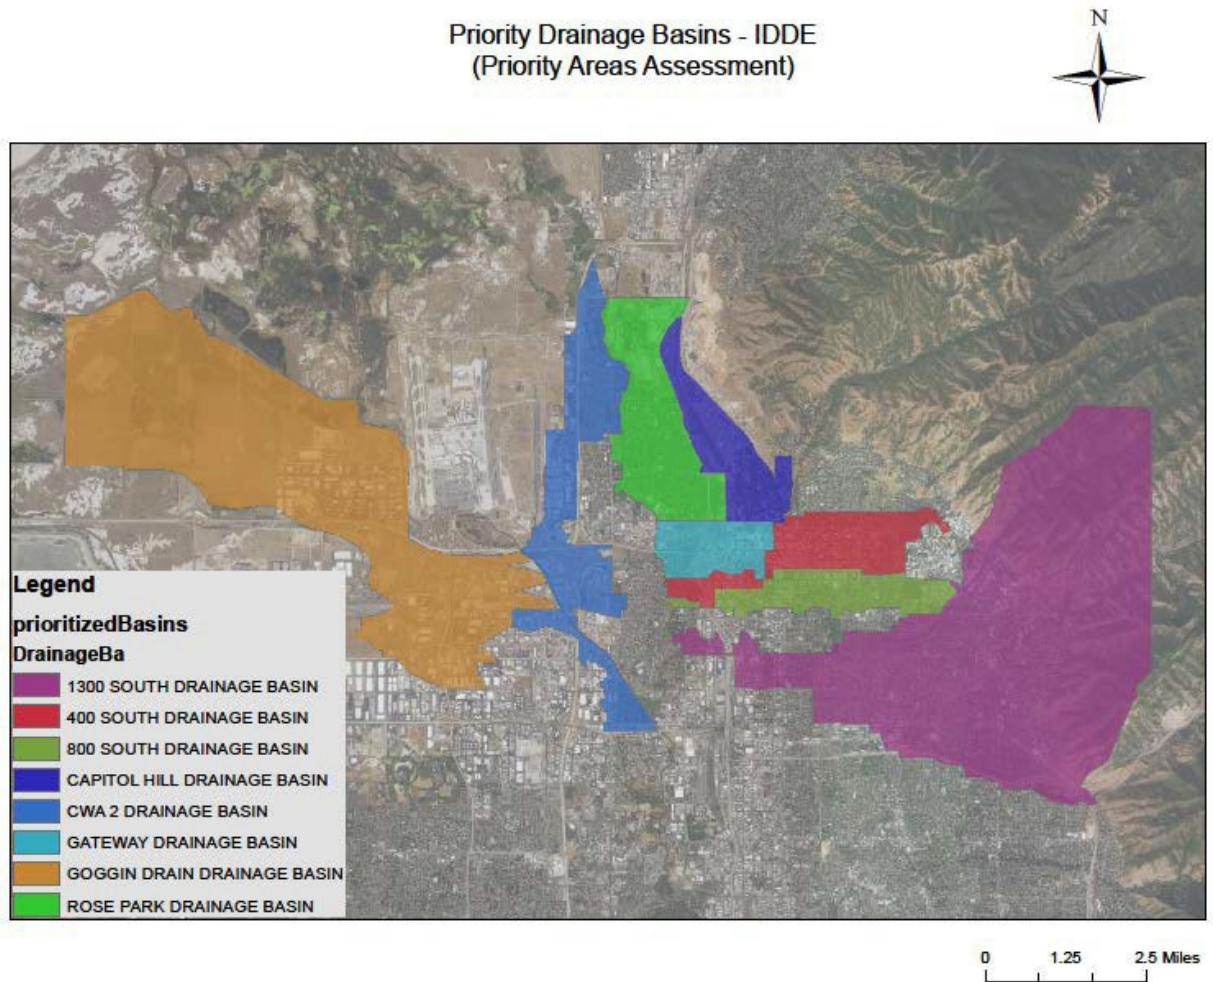 Priority Drainage Basins - IDDE
(Priority Areas Assessment)
N
Legend
prioritizedBasins
DrainageBa
1300 SOUTH DRAINAGE BASIN
400 SOUTH DRAINAGE BASIN
800 SOUTH DRAINAGE BASIN
CAPITOL HILL DRAINAGE BASIN
CWA 2 DRAINAGE BASIN
GATEWAY DRAINAGE BASIN
GOGGIN DRAIN DRAINAGE BASIN
ROSE PARK DRAINAGE BASIN
0 1.25 2.5 Miles